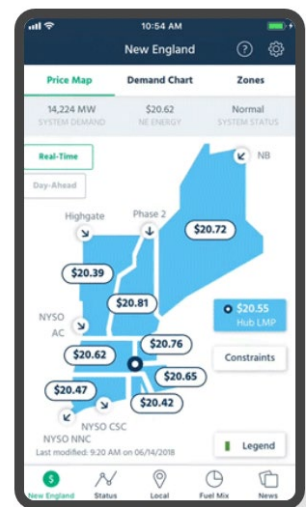 10:54 AM
New England
?
Price Map Demand Chart Zones
14,224 MW $20.62 Normal
SYSTEM DEMAND NE ENERGY SYSTEM STATUS
Real-Time
NB
Day-Ahead
Highgate Phase 2
$20.72
$20.39
$20.81
$20.55
Hub LMP
NYSO
AC
$20.76
$20.62
Constraints
$20.65
$20.47
$20.42
NYSO CSC
NYSO NNC
Legend
Last modified: 9:20 AM on 06/14/2018
$
New England Status Local Fuel Mix News